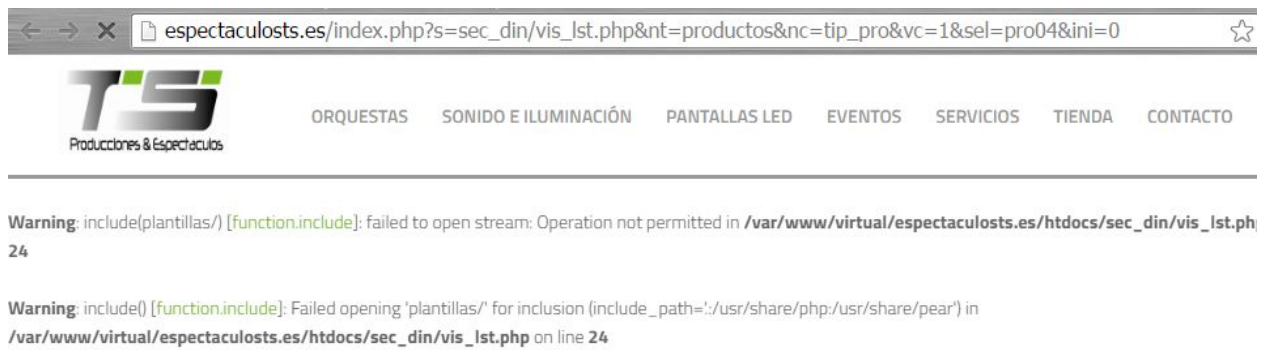 espectaculosts.es/index.php?s=sec_din/vis_lst.php&nt=productos&nc=tip_pro&vc=1&sel=pro04&ini=0
TS
Producciones & Espectaculos
ORQUESTAS SONIDO E ILUMINACIÓN PANTALLAS LED EVENTOS SERVICIOS TIENDA CONTACTO
Warning: include(plantillas/) [function.include]: failed to open stream: Operation not permitted in /var/www/virtual/espectaculosts.es/htdocs/sec_din/vis_lst.ph
24
Warning: include() [function.include]: Failed opening 'plantillas/' for inclusion (include_path='.:/usr/share/php:/usr/share/pear') in
/var/www/virtual/espectaculosts.es/htdocs/sec_din/vis_lst.php on line 24